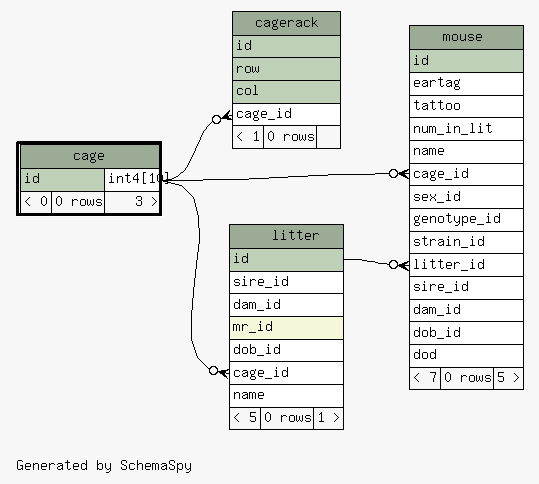 cagerack
id
row
col
cage_id
< 1 0 rows
mouse
id
eartag
tattoo
num_in_lit
name
cage_id
sex_id
genotype_id
strain_id
litter_id
sire_id
dam_id
dob_id
dod
< 7 0 rows 5 >
cage
id int4[10]
< 0 0 rows 3 >
litter
id
sire_id
dam_id
mr_id
dob_id
cage_id
name
< 5 0 rows 1 >
Generated by SchemaSpy